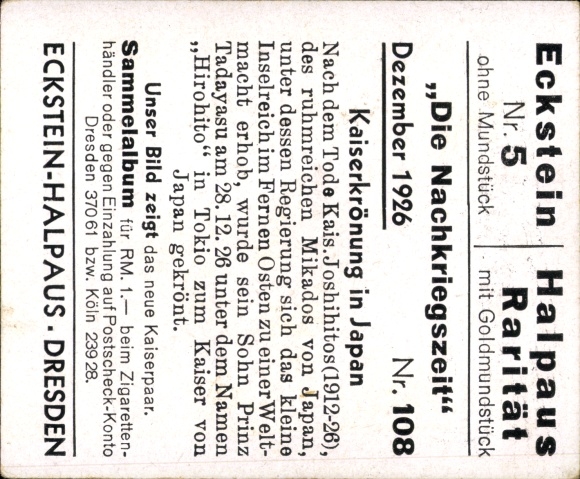 Eckstein | Halpaus
Nr. 5 | Rarität
ohne Mundstück | mit Goldmundstück
„Die Nachkriegszeit“
Dezember 1926 Nr. 108
Kaiserkrönung in Japan
Nach dem Tode Kais. Joshihitos (1912-26),
des ruhmreichen Mikados von Japan,
unter dessen Regierung sich das kleine
Inselreich im Fernen Osten zu einer Welt-
macht erhob, wurde sein Sohn Prinz
Tadayasu am 28. 12. 26 unter dem Namen
„Hirohito“ in Tokio zum Kaiser von
Japan gekrönt.
Unser Bild zeigt das neue Kaiserpaar.
Sammelalbum für RM. 1.— beim Zigaretten-
händler oder gegen Einzahlung auf Postscheck-Konto
Dresden 37061 bzw. Köln 23928.
ECKSTEIN-HALPAUS · DRESDEN